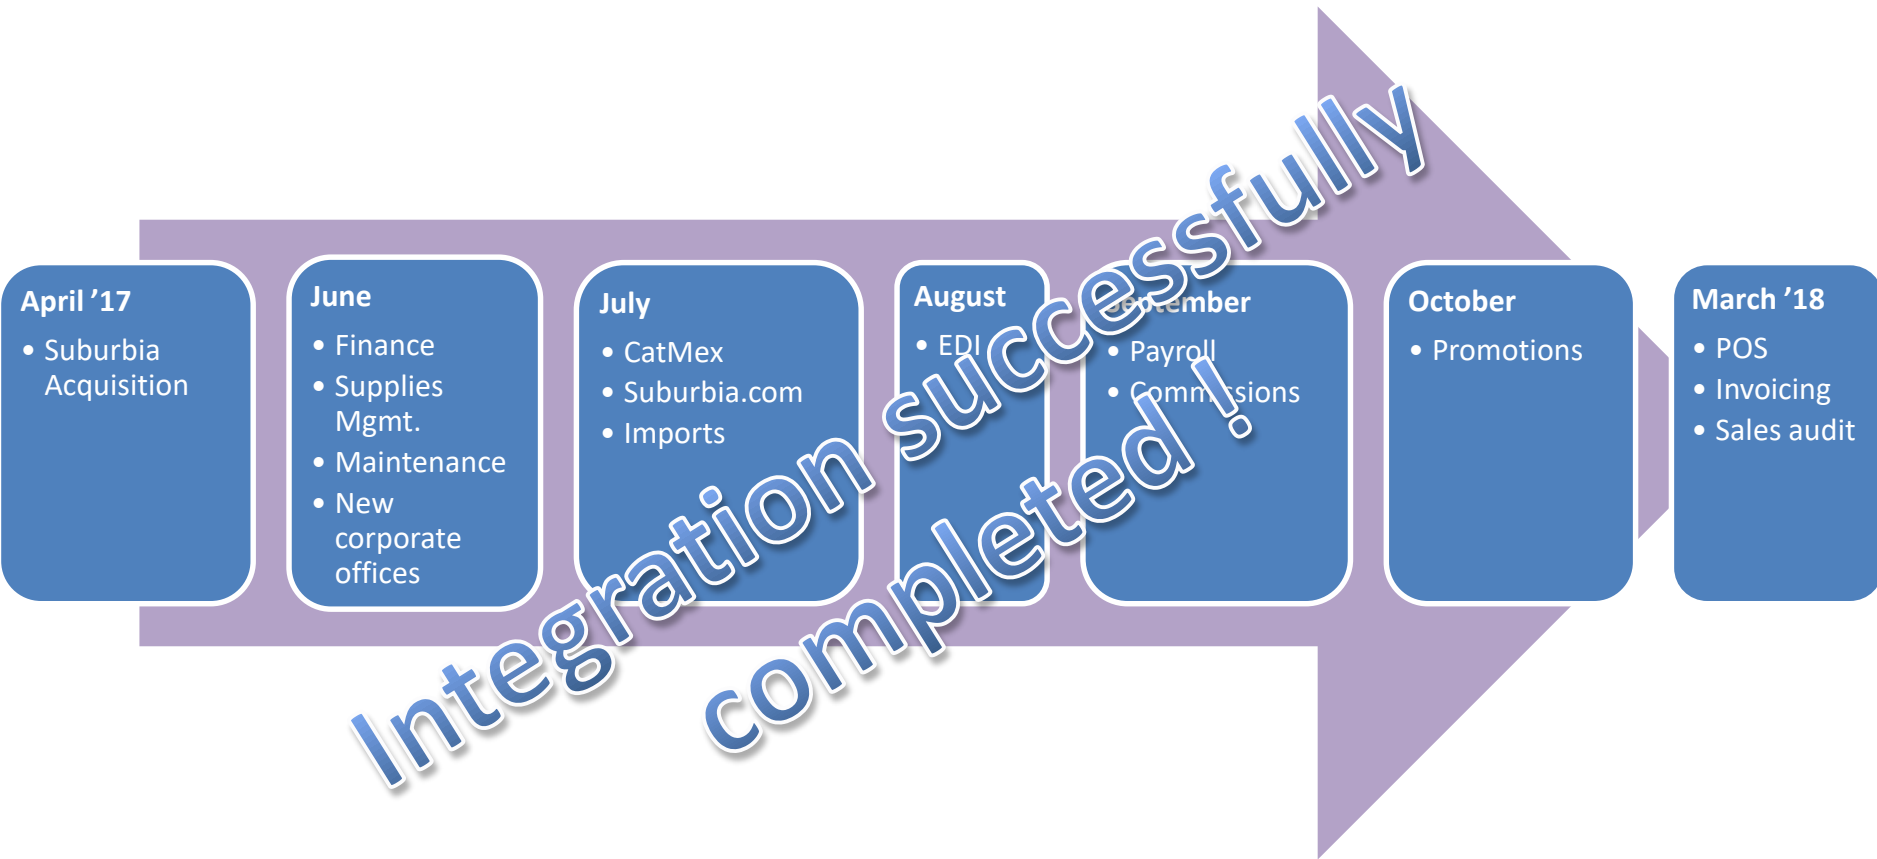 April ’17
• Suburbia
Acquisition
June
• Finance
• Supplies
Mgmt.
• Maintenance
• New
corporate
offices
July
• CatMex
• Suburbia.com
• Imports
August
• EDI
September
• Payroll
• Commissions
October
• Promotions
March ’18
• POS
• Invoicing
• Sales audit
Integration successfully
completed !